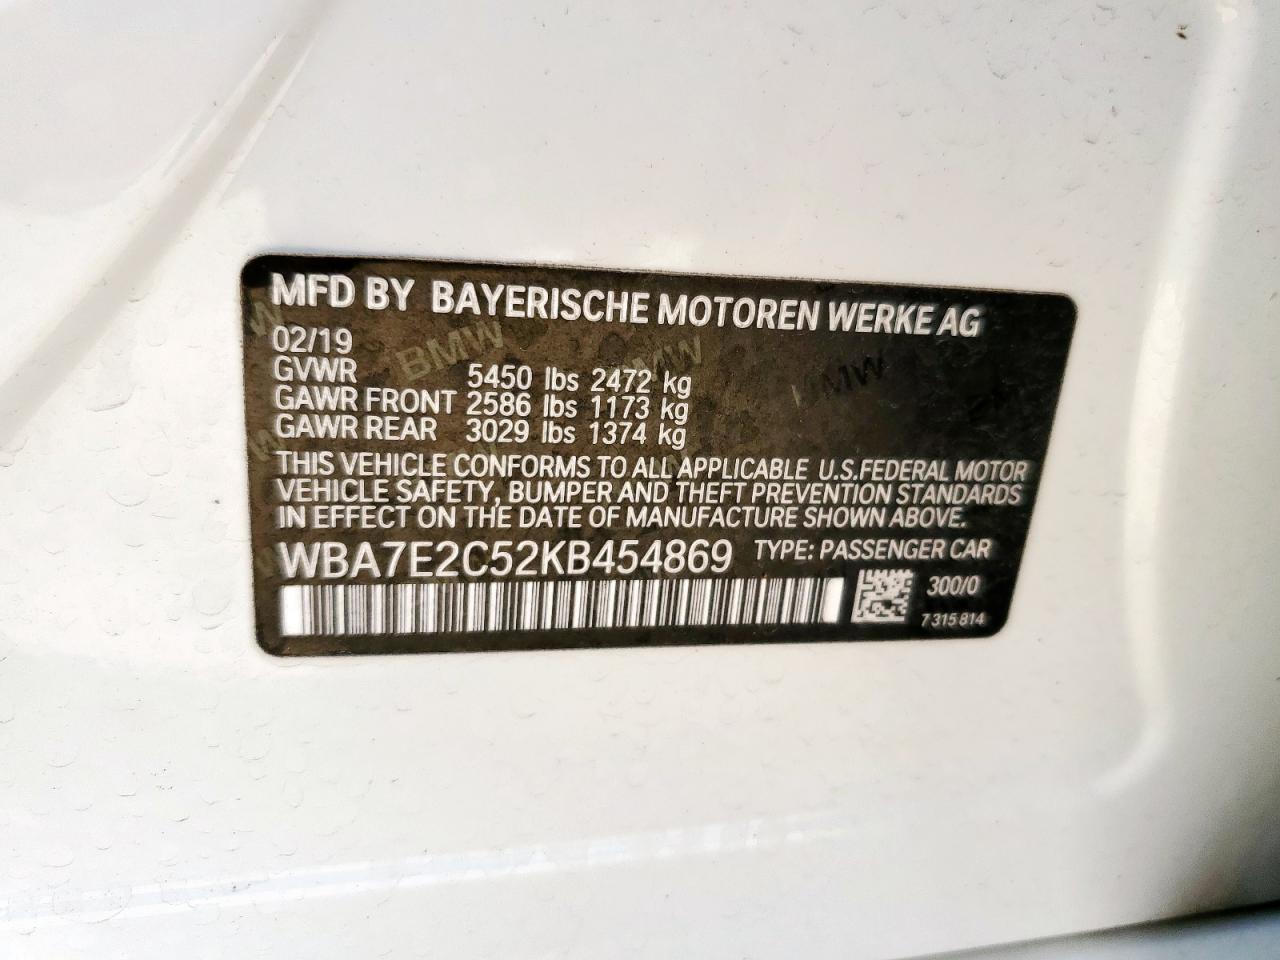 MFD BY BAYERISCHE MOTOREN WERKE AG
02/19
GVWR 5450 lbs 2472 kg
GAWR FRONT 2586 lbs 1173 kg
GAWR REAR 3029 lbs 1374 kg
THIS VEHICLE CONFORMS TO ALL APPLICABLE U.S.FEDERAL MOTOR
VEHICLE SAFETY, BUMPER AND THEFT PREVENTION STANDARDS
IN EFFECT ON THE DATE OF MANUFACTURE SHOWN ABOVE.
WBA7E2C52KB454869 TYPE: PASSENGER CAR
300/0
7 315 814
BMW
BMW
BMW